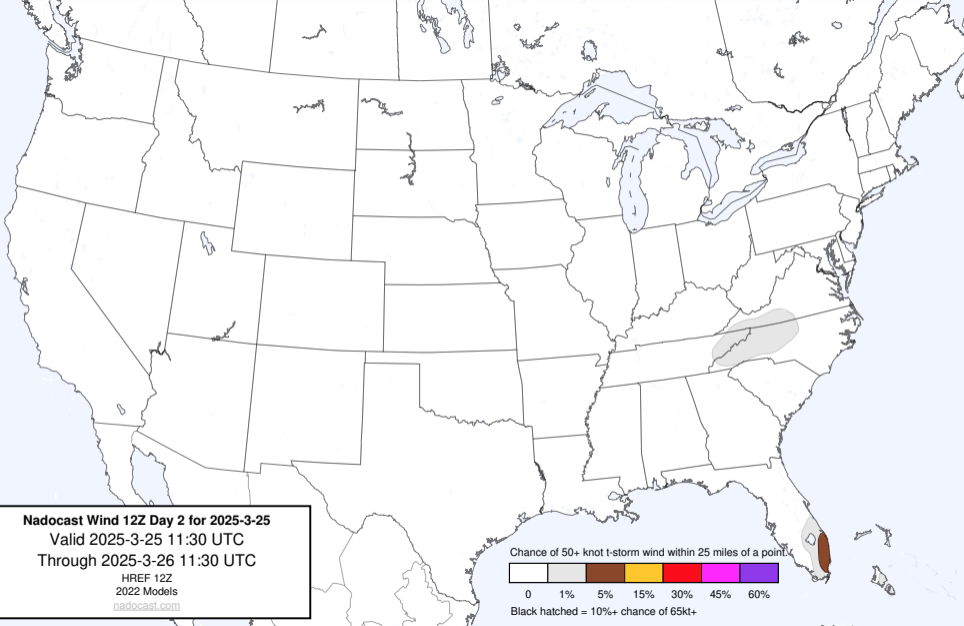 Nadocast Wind 12Z Day 2 for 2025-3-25
Valid 2025-3-25 11:30 UTC
Through 2025-3-26 11:30 UTC
HREF 12Z
2022 Models
nadocast.com
Chance of 50+ knot t-storm wind within 25 miles of a point.
0 1% 5% 15% 30% 45% 60%
Black hatched = 10%+ chance of 65kt+